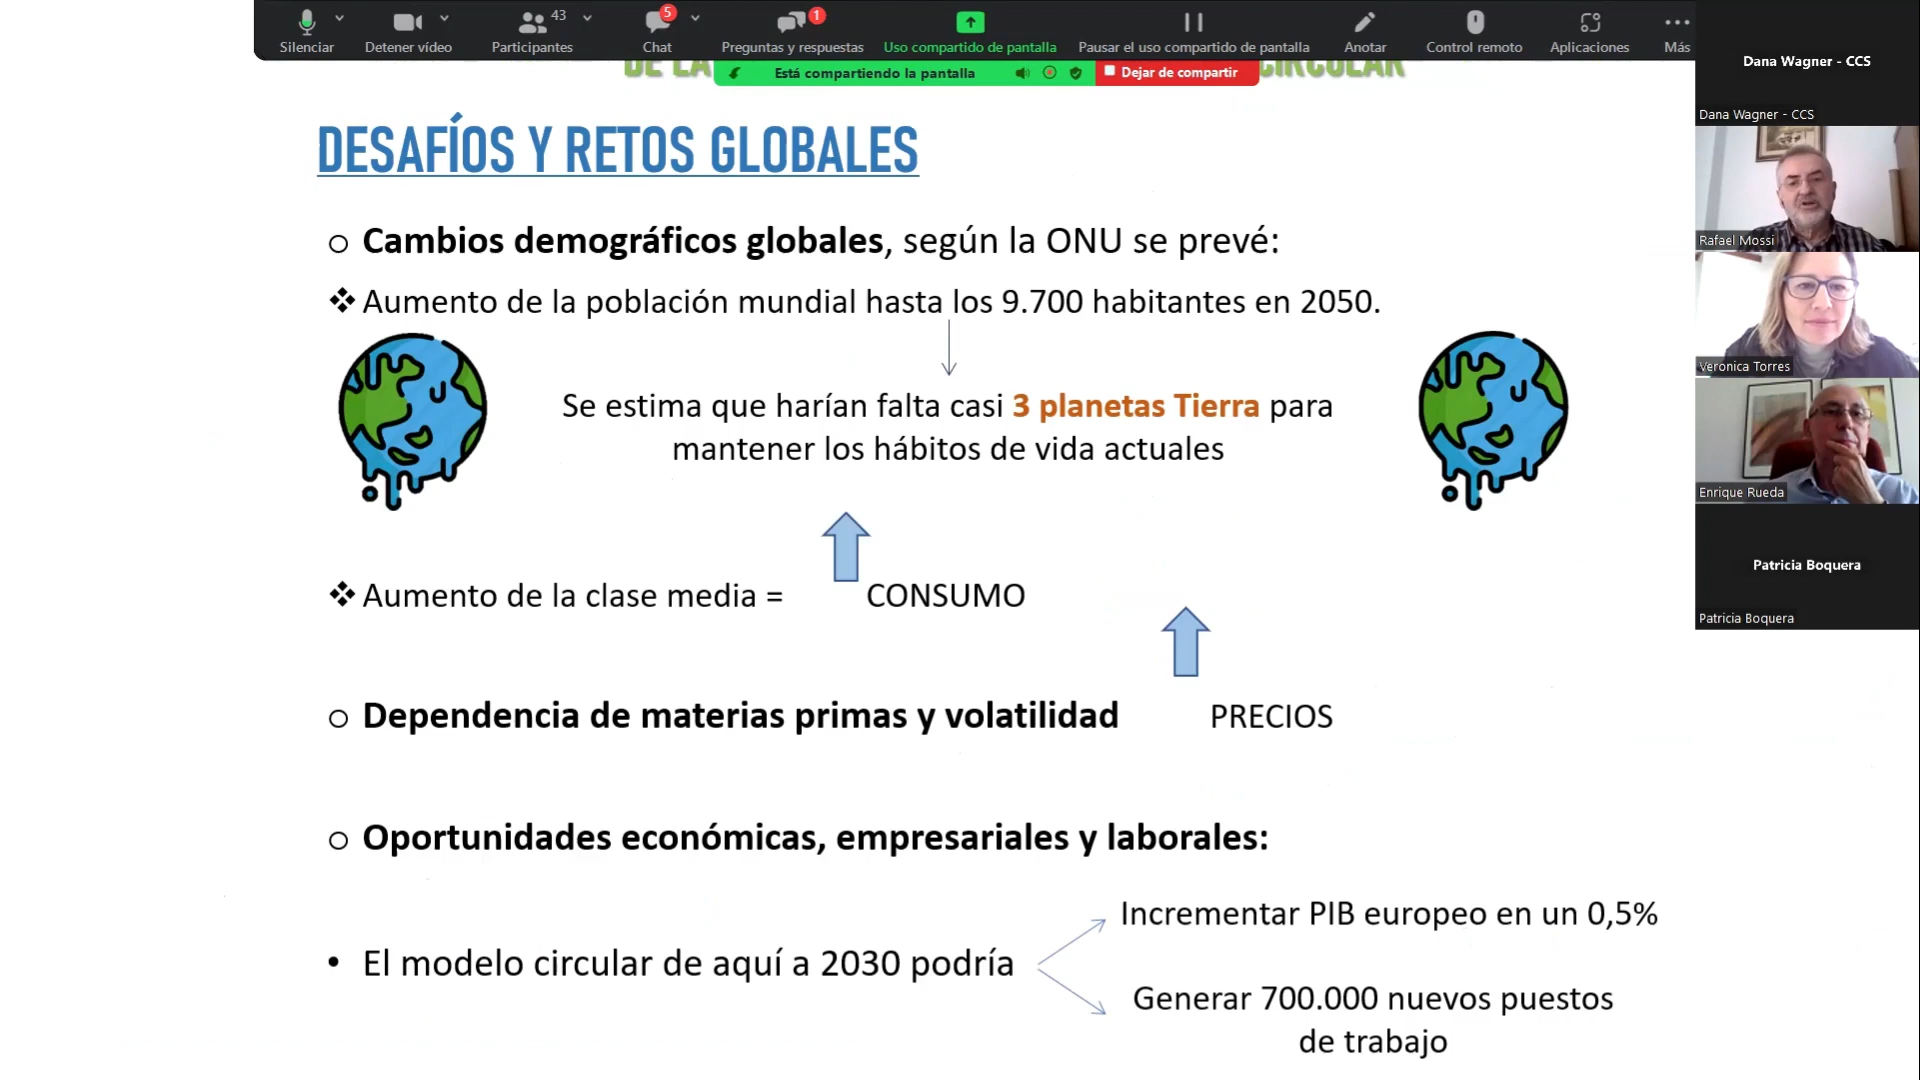 Silenciar
Detener vídeo
43
Participantes
5
Chat
1
Preguntas y respuestas
Uso compartido de pantalla
Pausar el uso compartido de pantalla
Anotar
Control remoto
Aplicaciones
Más
Está compartiendo la pantalla
Dejar de compartir
DE LA
CIRCULAR
DESAFÍOS Y RETOS GLOBALES
Cambios demográficos globales, según la ONU se prevé:
Aumento de la población mundial hasta los 9.700 habitantes en 2050.
Se estima que harían falta casi 3 planetas Tierra para
mantener los hábitos de vida actuales
Aumento de la clase media = CONSUMO
Dependencia de materias primas y volatilidad PRECIOS
Oportunidades económicas, empresariales y laborales:
El modelo circular de aquí a 2030 podría
Incrementar PIB europeo en un 0,5%
Generar 700.000 nuevos puestos
de trabajo
Dana Wagner - CCS
Dana Wagner - CCS
Rafael Mossi
Veronica Torres
Enrique Rueda
Patricia Boquera
Patricia Boquera